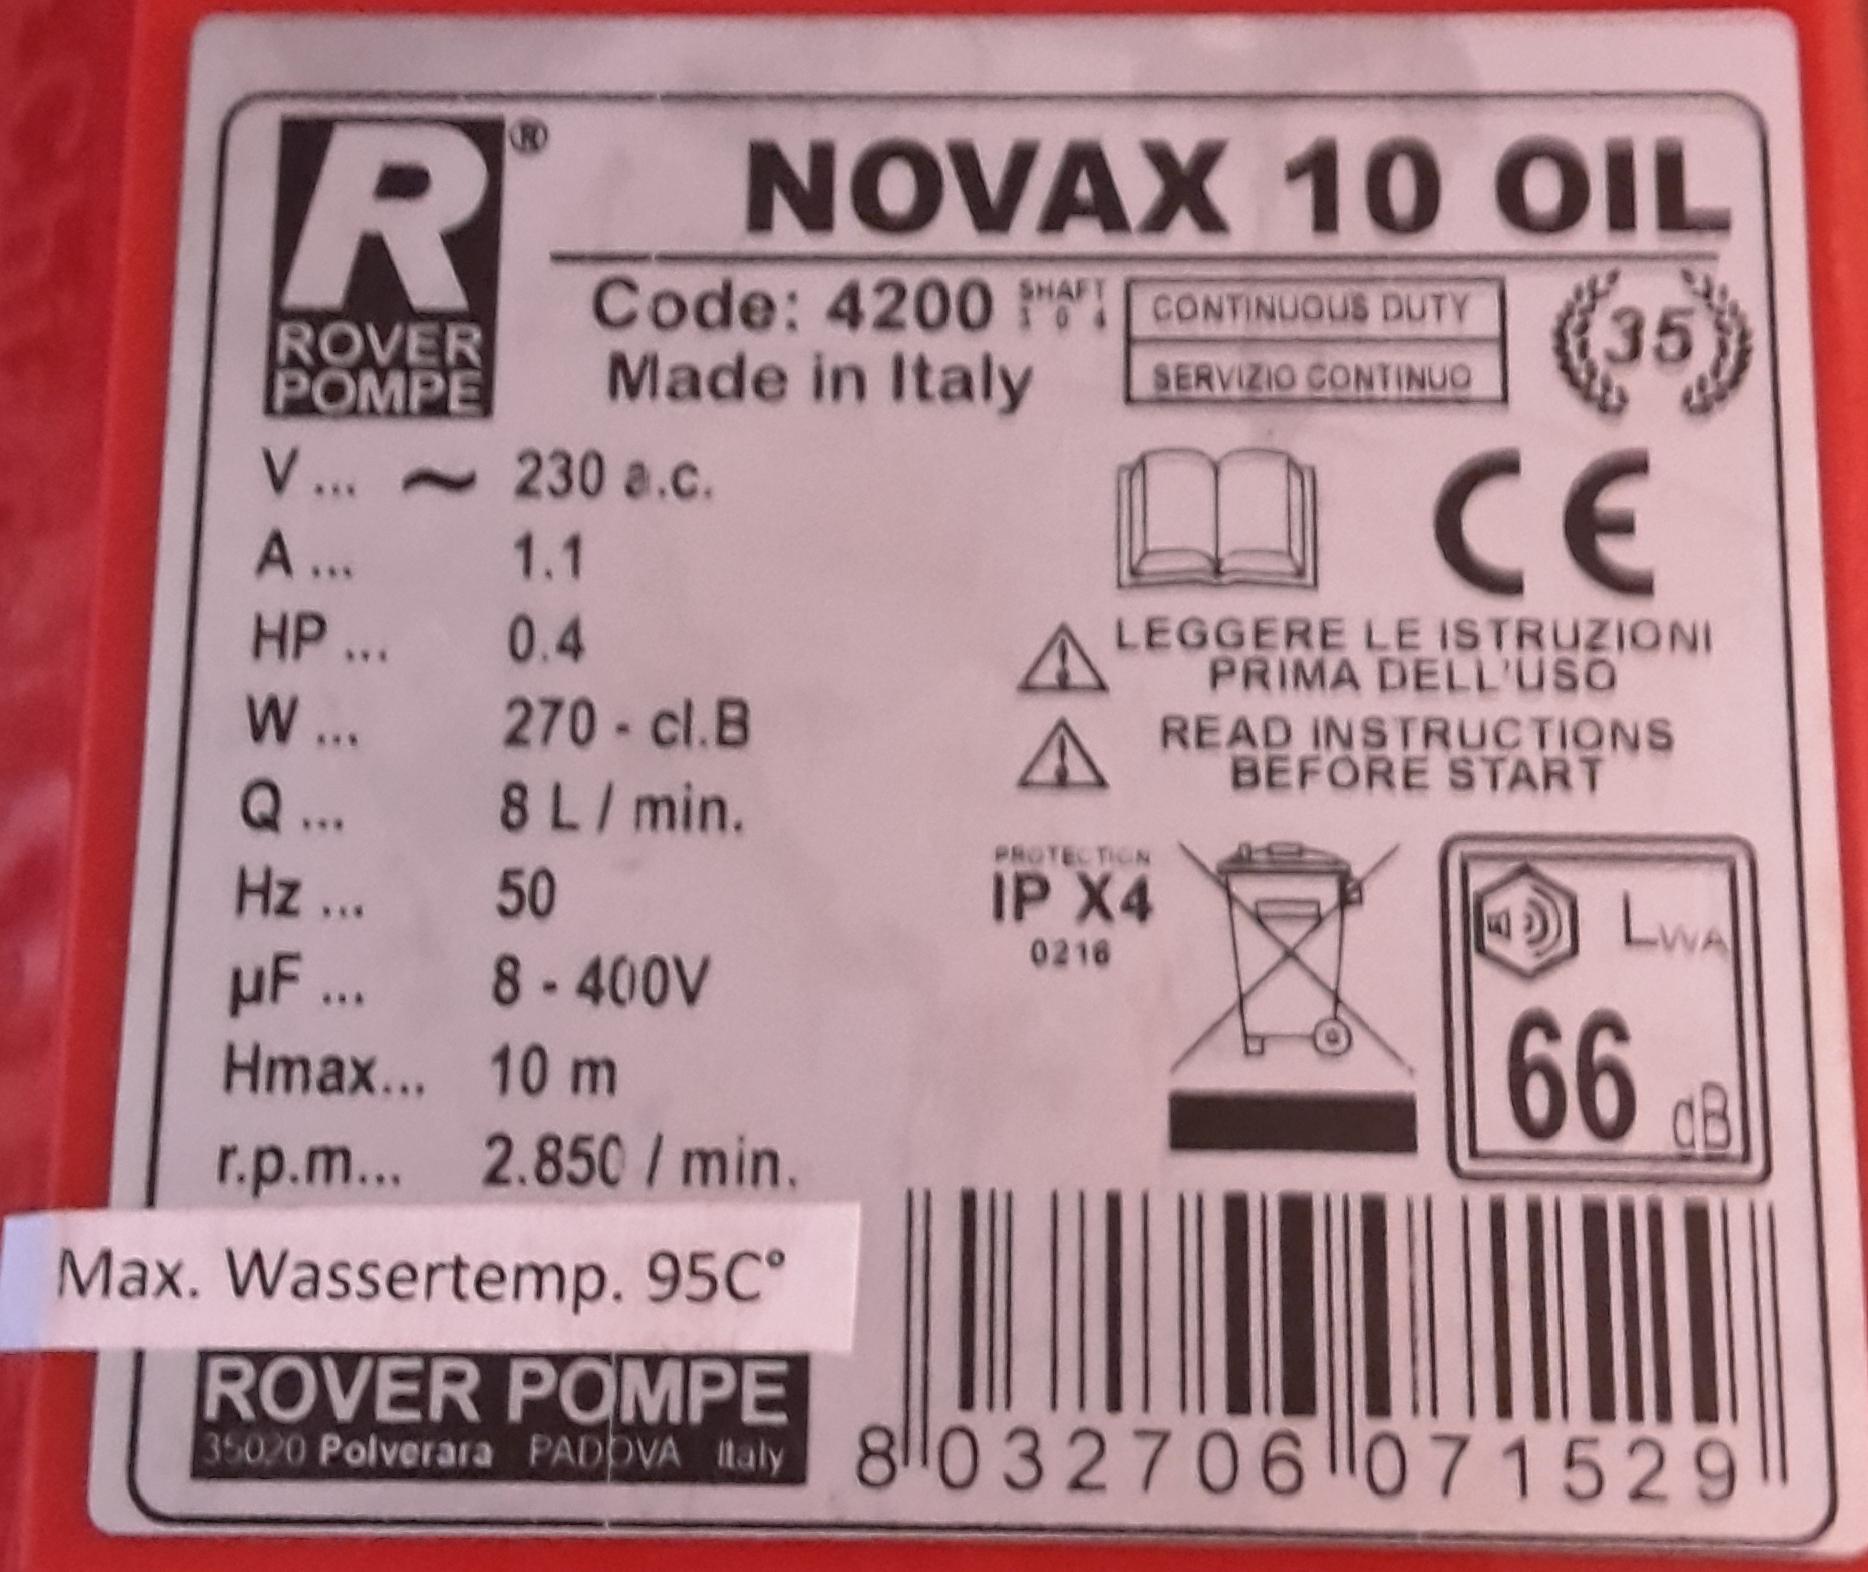 R®
NOVAX 10 OIL
ROVER
POMPE
Code: 4200 SHAFT
304
Made in Italy
CONTINUOUS DUTY
SERVIZIO CONTINUO
35
V... ~ 230 a.c.
A... 1.1
HP... 0.4
W... 270 - cl.B
Q... 8 L / min.
Hz... 50
µF... 8 - 400V
Hmax... 10 m
r.p.m... 2.850 / min.
CE
LEGGERE LE ISTRUZIONI
PRIMA DELL'USO
READ INSTRUCTIONS
BEFORE START
PROTECTION
IP X4
0216
LWA
66 dB
Max. Wassertemp. 95C°
ROVER POMPE
35020 Polverara PADOVA Italy
8 032706 071529